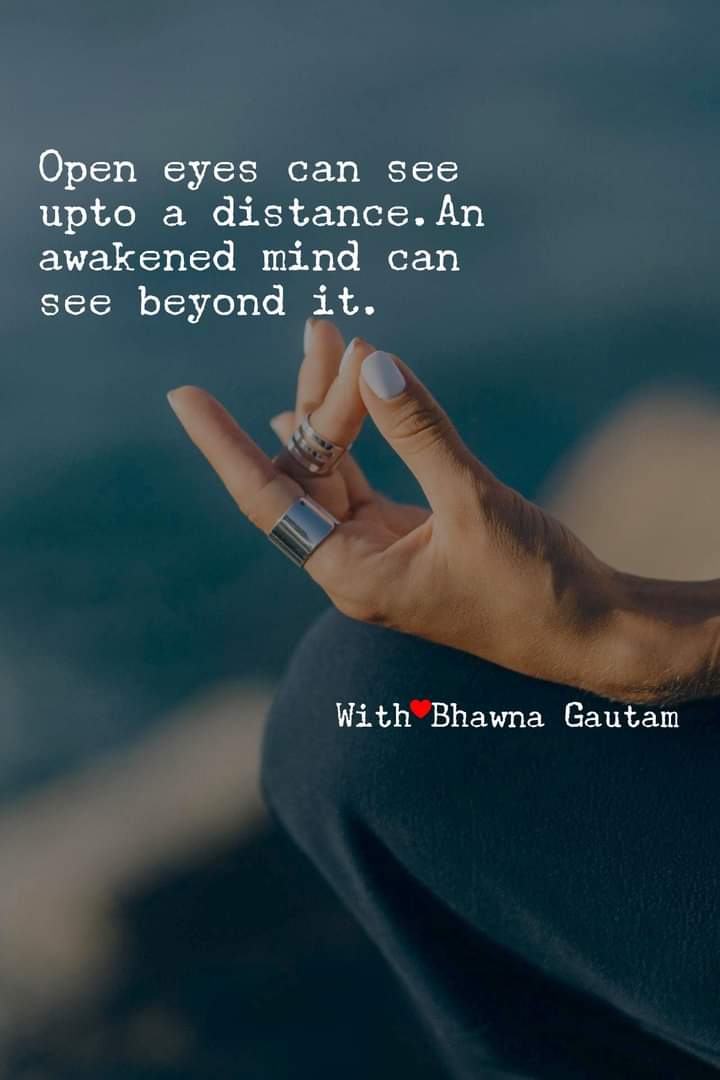 Open eyes can see
upto a distance.An
awakened mind can
see beyond it.
With❤Bhawna Gautam